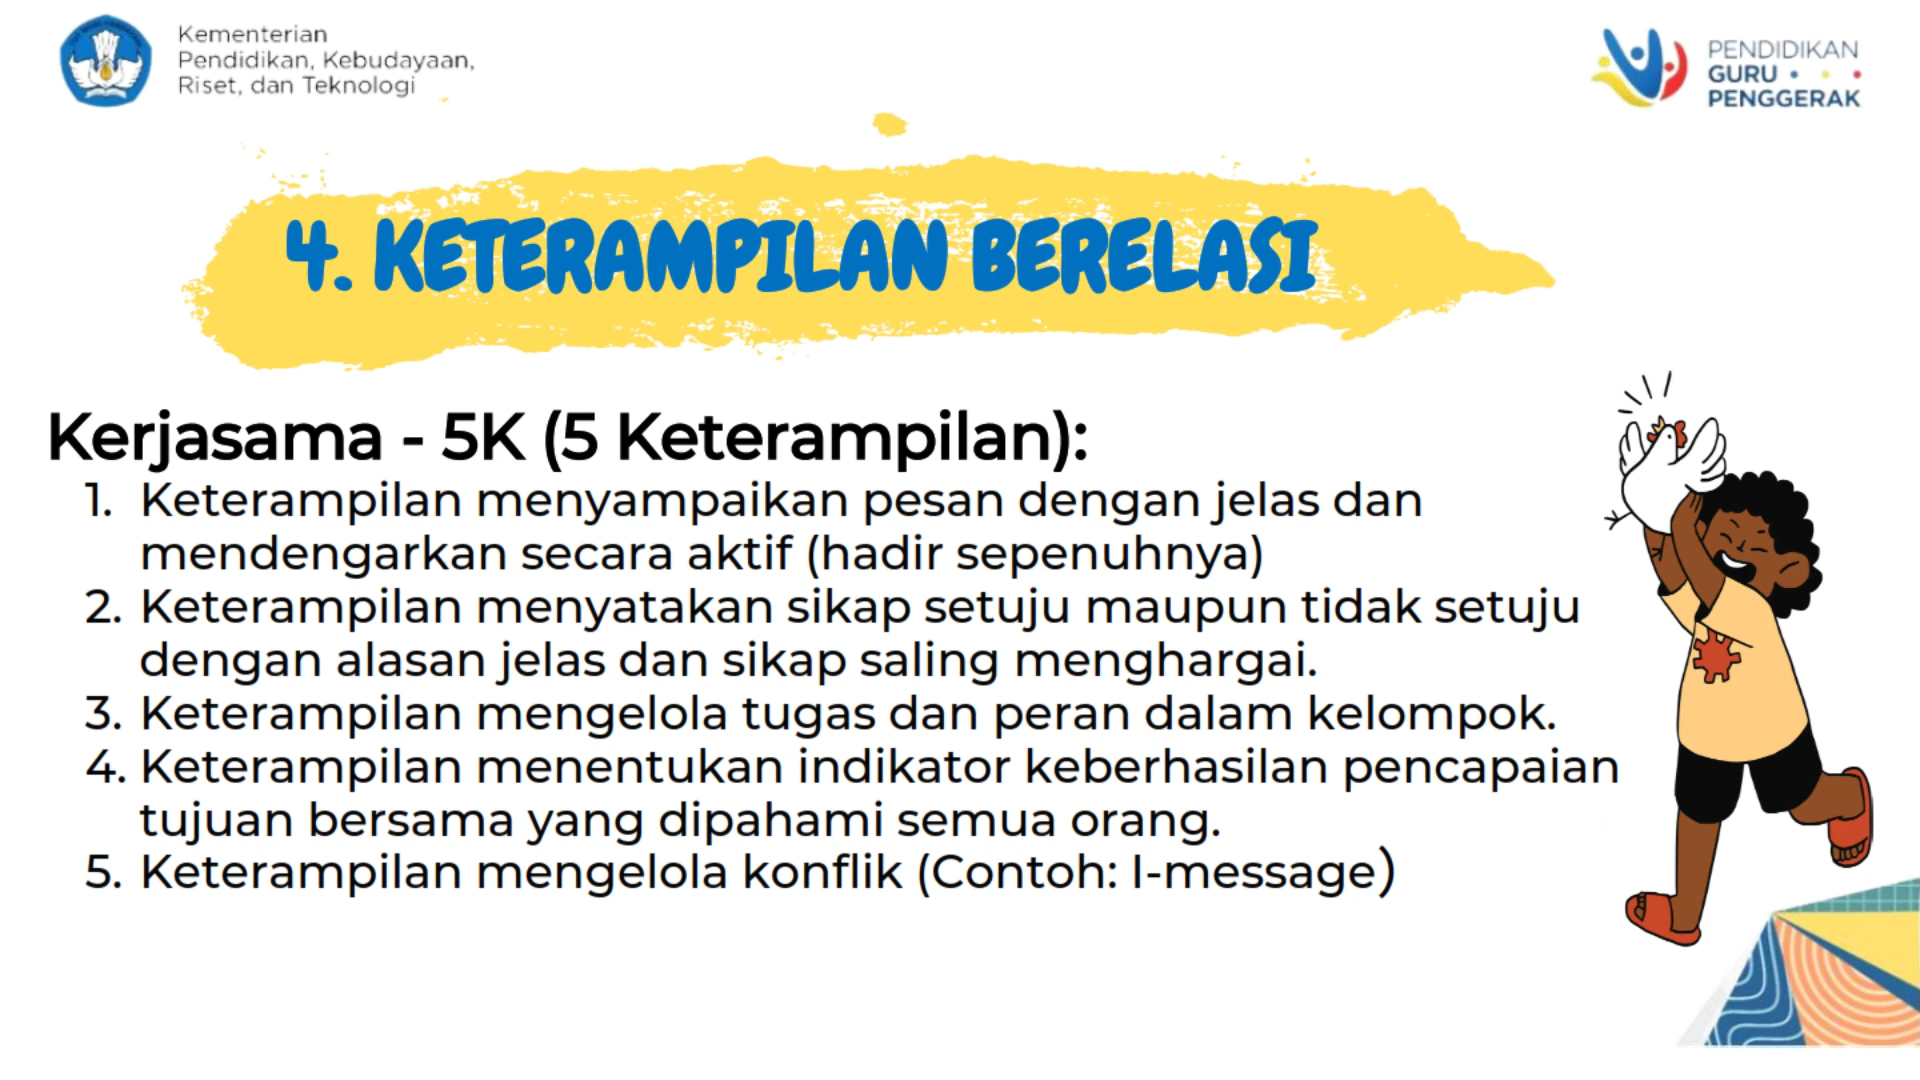 Kementerian
Pendidikan, Kebudayaan,
Riset, dan Teknologi
PENDIDIKAN
GURU
PENGGERAK
4. KETERAMPILAN BERELASI
Kerjasama - 5K (5 Keterampilan):
1. Keterampilan menyampaikan pesan dengan jelas dan
mendengarkan secara aktif (hadir sepenuhnya)
2. Keterampilan menyatakan sikap setuju maupun tidak setuju
dengan alasan jelas dan sikap saling menghargai.
3. Keterampilan mengelola tugas dan peran dalam kelompok.
4. Keterampilan menentukan indikator keberhasilan pencapaian
tujuan bersama yang dipahami semua orang.
5. Keterampilan mengelola konflik (Contoh: I-message)